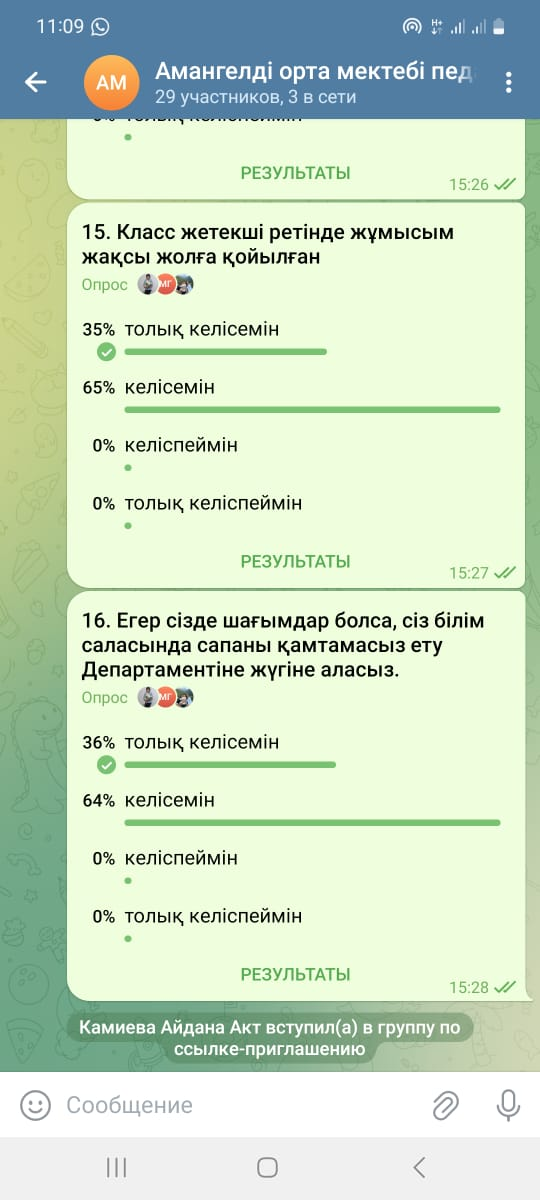 11:09
АМ
Амангелді орта мектебі пед
29 участников, 3 в сети
0% толық келіспеймін
РЕЗУЛЬТАТЫ
15:26
15. Класс жетекші ретінде жұмысым
жақсы жолға қойылған
Опрос МГ
35% толық келісемін
65% келісемін
0% келіспеймін
0% толық келіспеймін
РЕЗУЛЬТАТЫ
15:27
16. Егер сізде шағымдар болса, сіз білім
саласында сапаны қамтамасыз ету
Департаментіне жүгіне аласыз.
Опрос МГ
36% толық келісемін
64% келісемін
0% келіспеймін
0% толық келіспеймін
РЕЗУЛЬТАТЫ
15:28
Камиева Айдана Акт вступил(а) в группу по
ссылке-приглашению
Сообщение